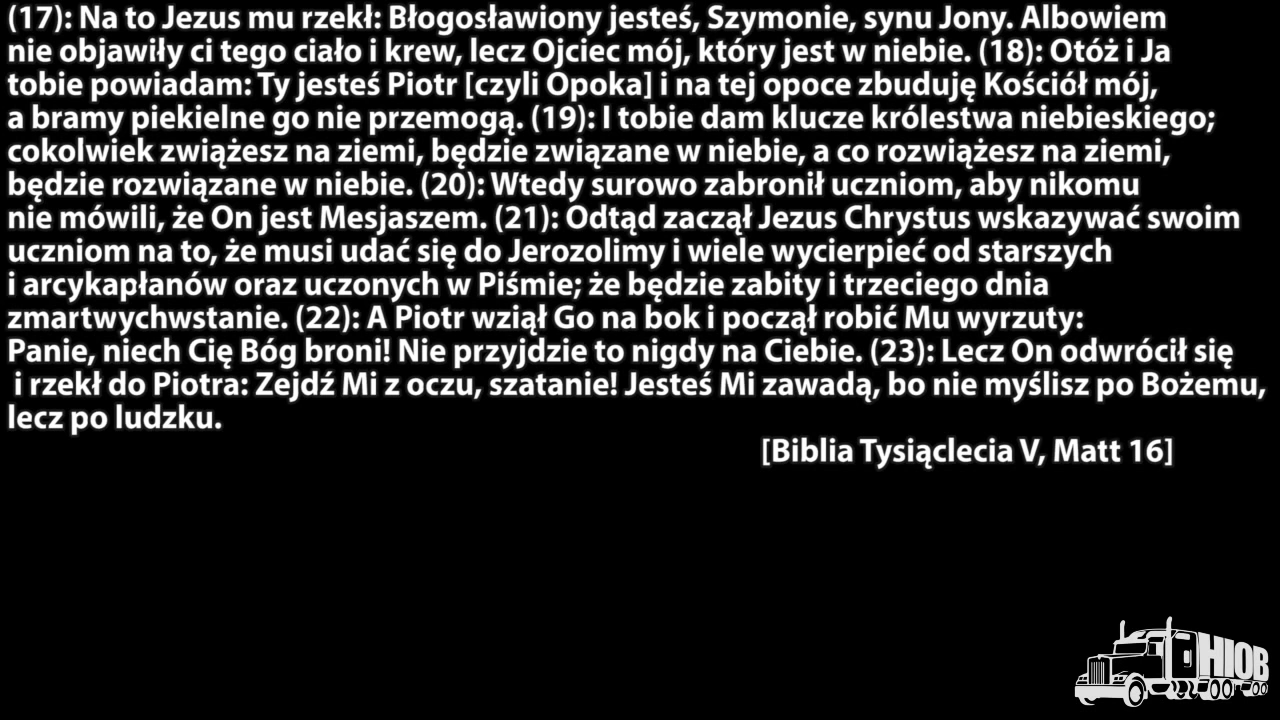 (17): Na to Jezus mu rzekł: Błogosławiony jesteś, Szymonie, synu Jony. Albowiem
nie objawiły ci tego ciało i krew, lecz Ojciec mój, który jest w niebie. (18): Otóż i Ja
tobie powiadam: Ty jesteś Piotr [czyli Opoka] i na tej opoce zbuduję Kościół mój,
a bramy piekielne go nie przemogą. (19): I tobie dam klucze królestwa niebieskiego;
cokolwiek zwiążesz na ziemi, będzie związane w niebie, a co rozwiążesz na ziemi,
będzie rozwiązane w niebie. (20): Wtedy surowo zabronił uczniom, aby nikomu
nie mówili, że On jest Mesjaszem. (21): Odtąd zaczął Jezus Chrystus wskazywać swoim
uczniom na to, że musi udać się do Jerozolimy i wiele wycierpieć od starszych
i arcykapłanów oraz uczonych w Piśmie; że będzie zabity i trzeciego dnia
zmartwychwstanie. (22): A Piotr wziął Go na bok i począł robić Mu wyrzuty:
Panie, niech Cię Bóg broni! Nie przyjdzie to nigdy na Ciebie. (23): Lecz On odwrócił się
i rzekł do Piotra: Zejdź Mi z oczu, szatanie! Jesteś Mi zawadą, bo nie myślisz po Bożemu,
lecz po ludzku.
[Biblia Tysiąclecia V, Matt 16]
HIOB